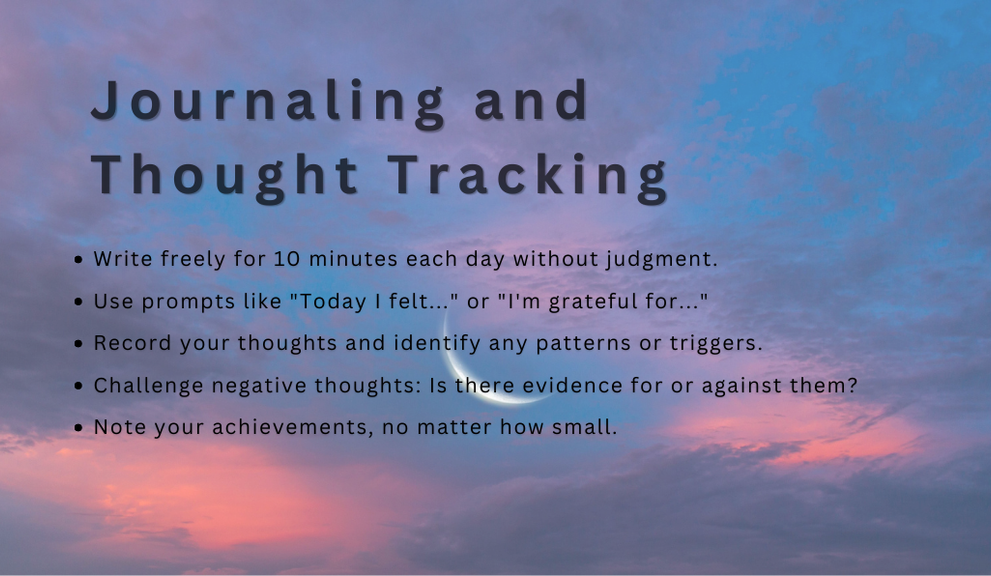 Journaling and
Thought Tracking
• Write freely for 10 minutes each day without judgment.
• Use prompts like "Today I felt..." or "I'm grateful for..."
• Record your thoughts and identify any patterns or triggers.
• Challenge negative thoughts: Is there evidence for or against them?
• Note your achievements, no matter how small.